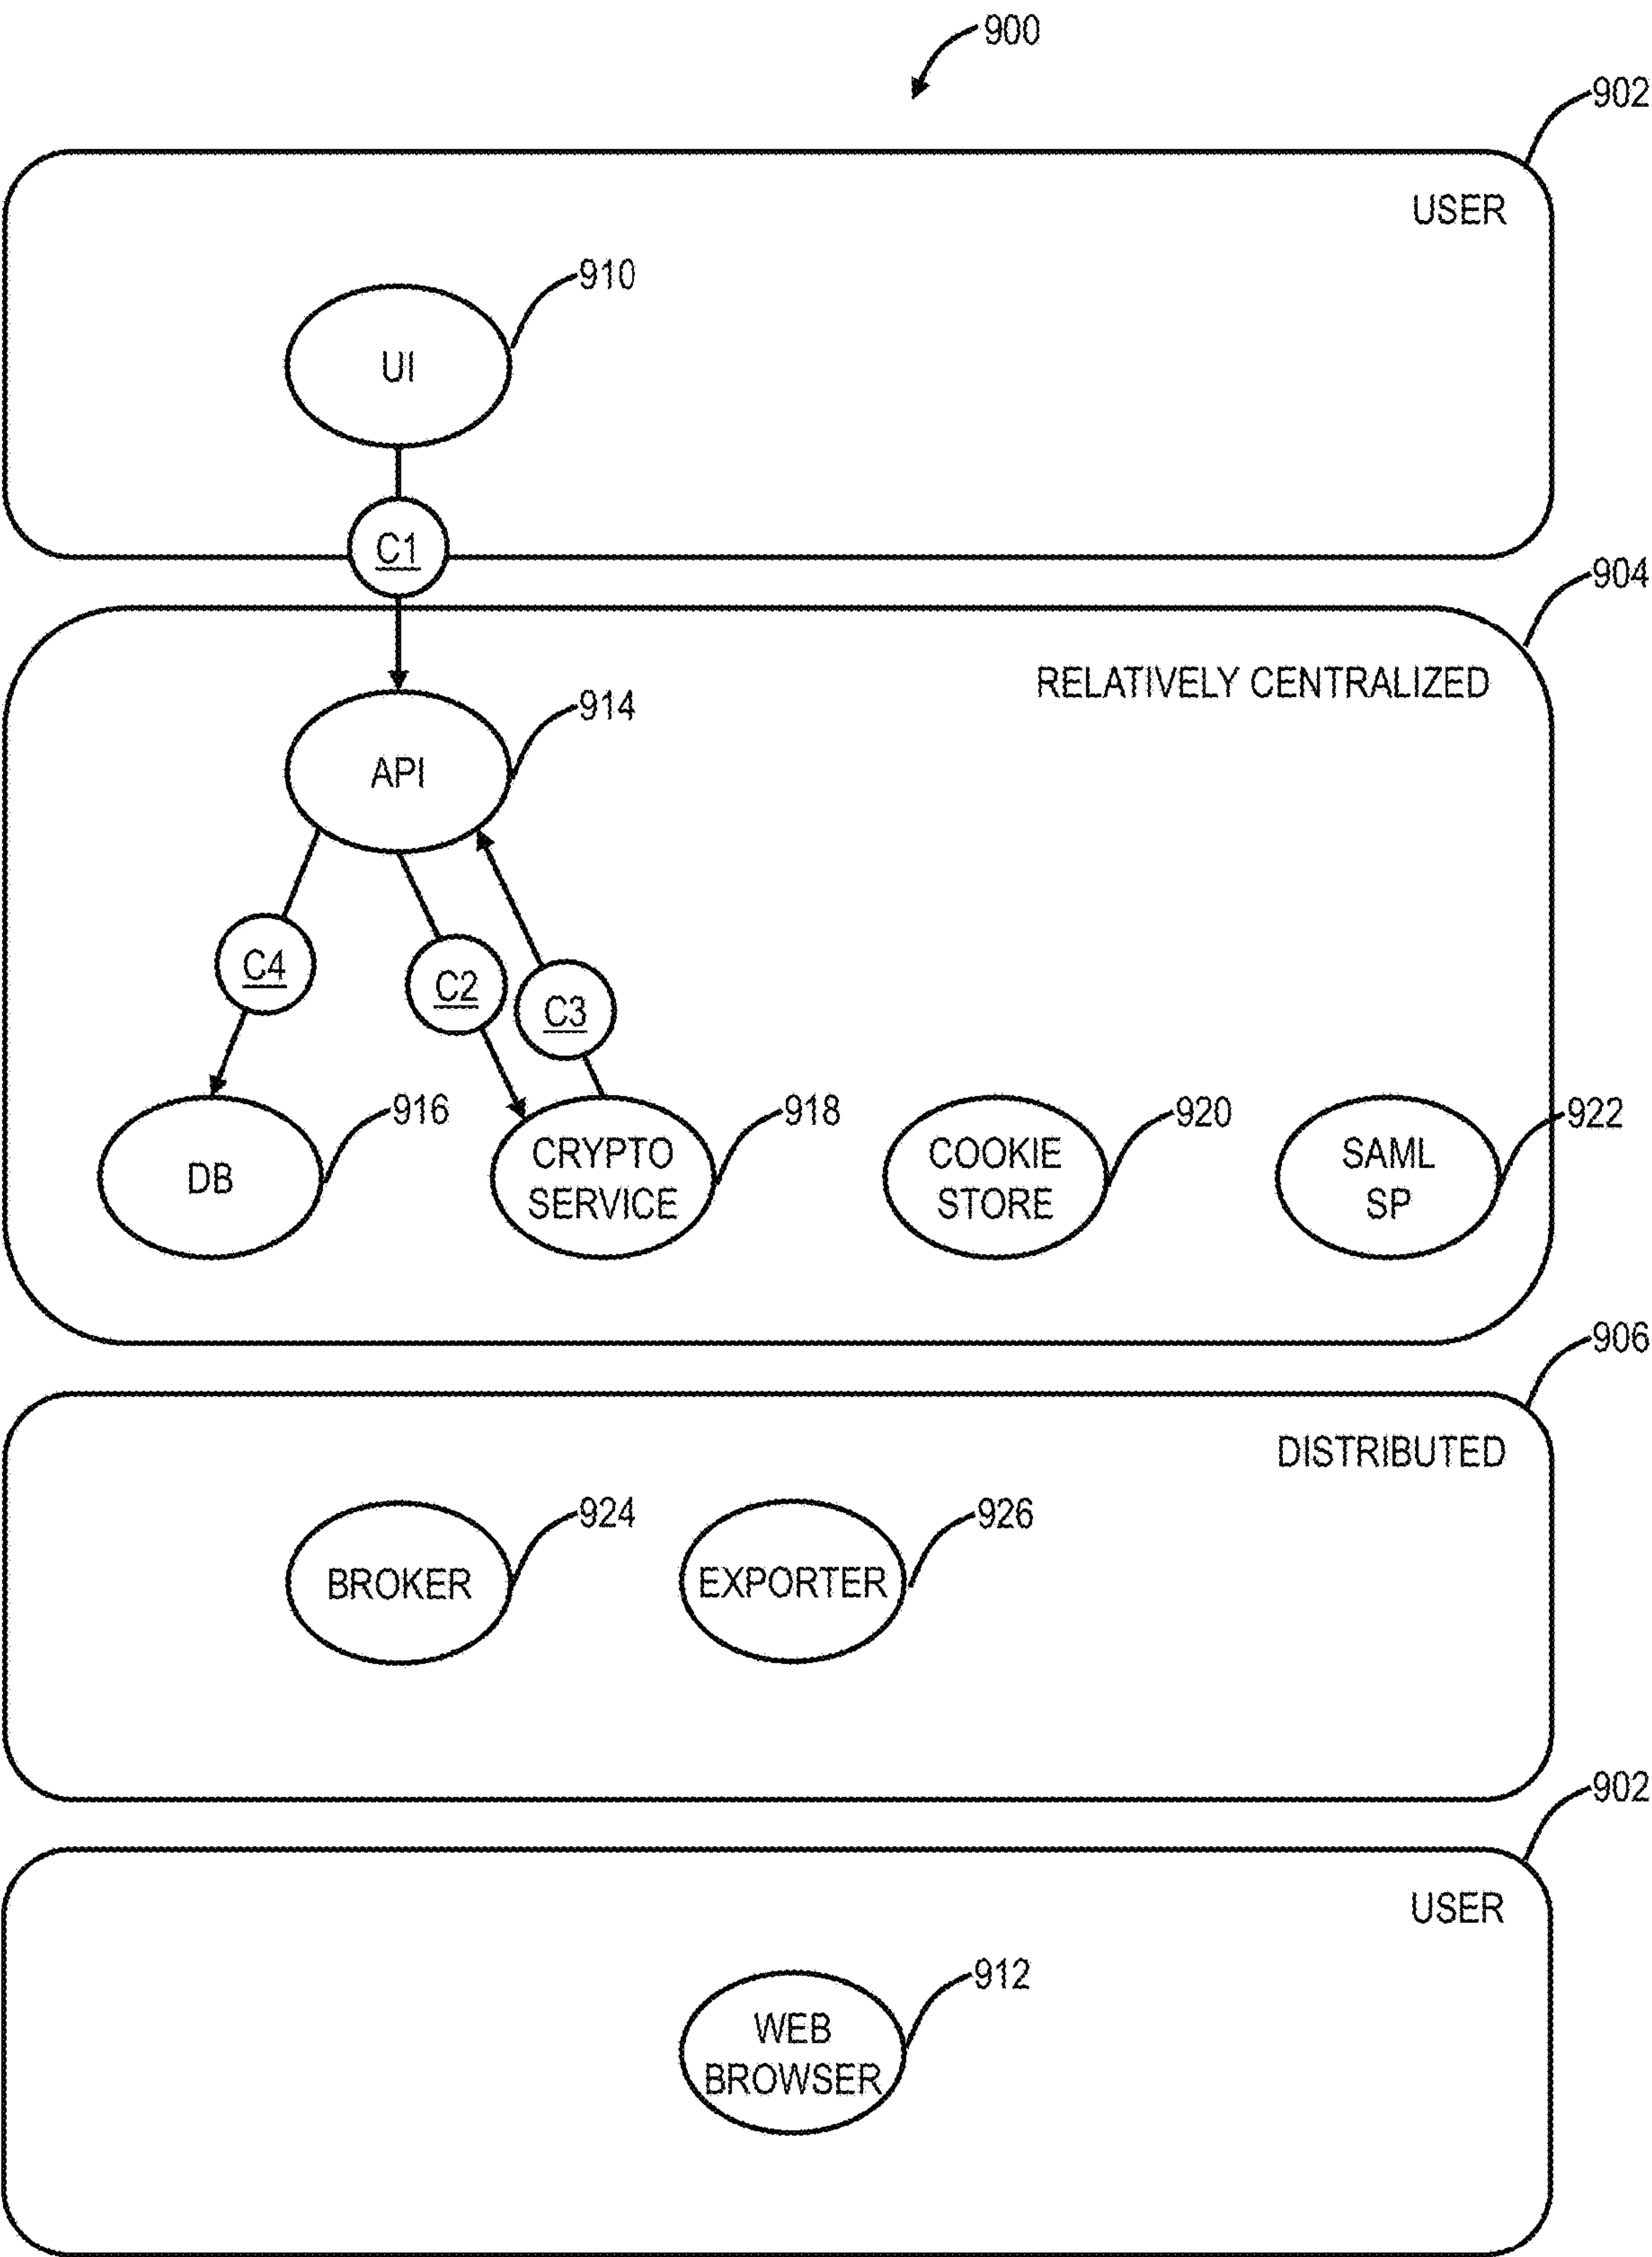 900
902
USER
910
UI
C1
904
RELATIVELY CENTRALIZED
914
API
C4
C2
C3
916
918
920
922
DB
CRYPTO
SERVICE
COOKIE
STORE
SAML
SP
906
DISTRIBUTED
924
926
BROKER
EXPORTER
902
USER
912
WEB
BROWSER